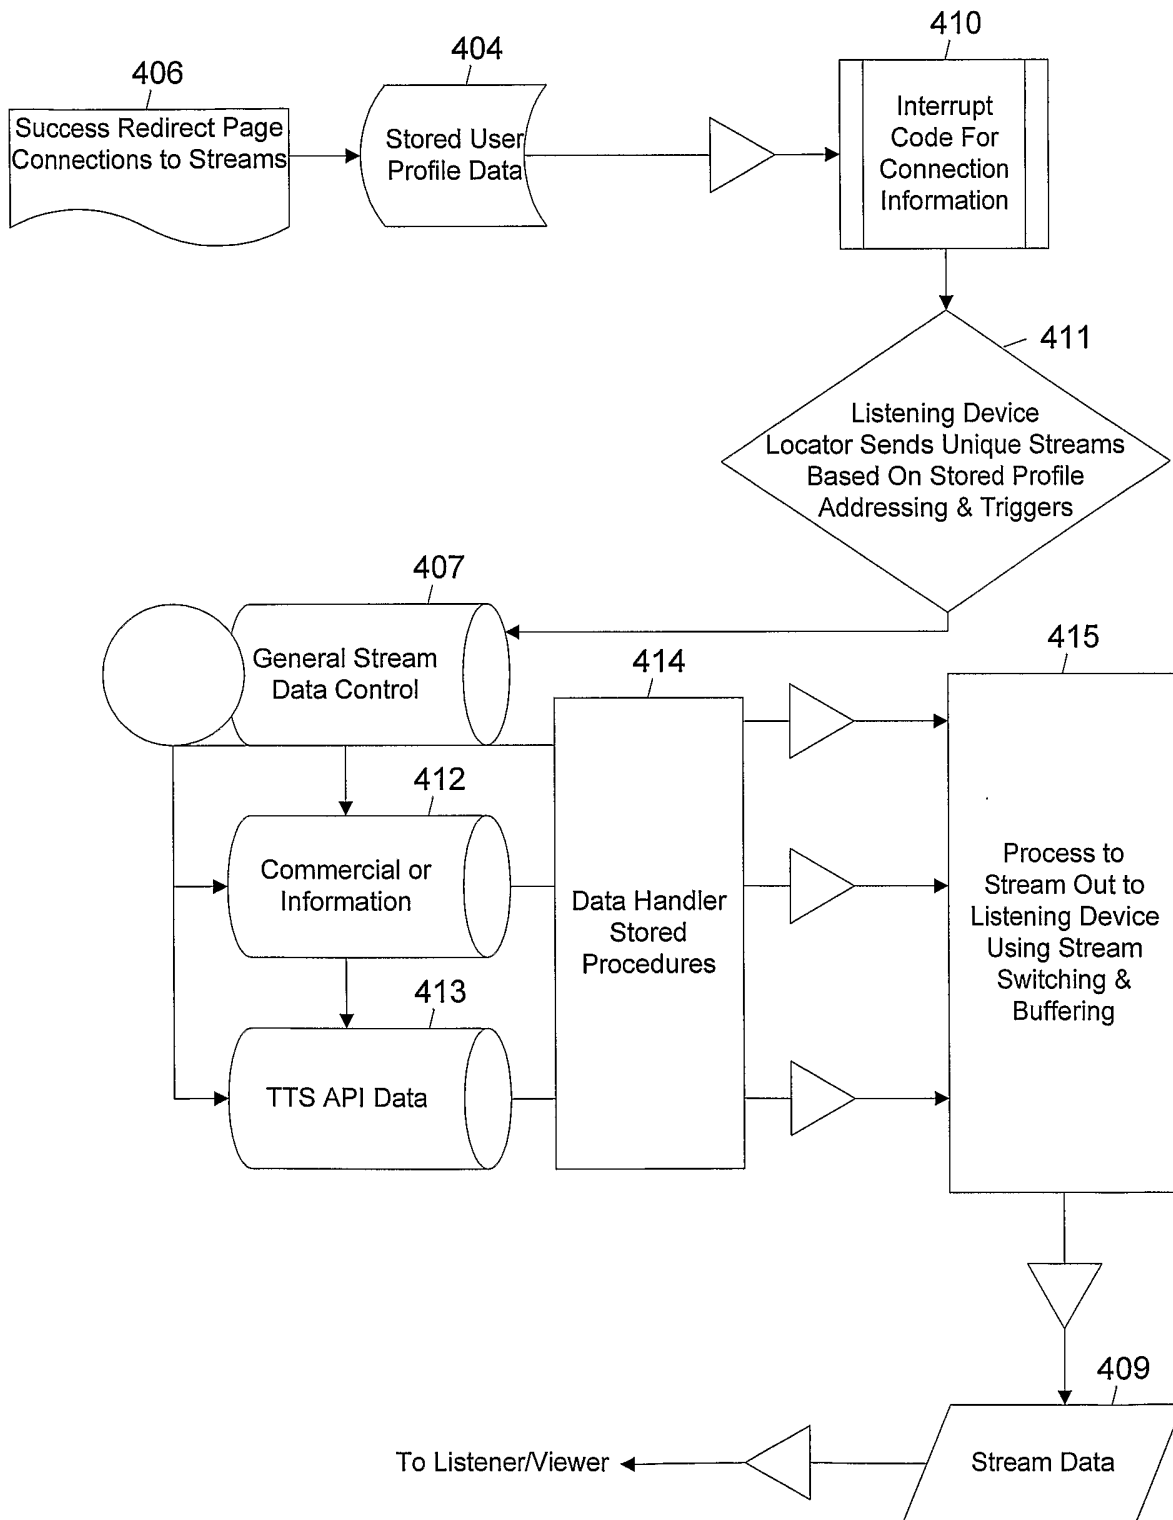 406
Success Redirect Page
Connections to Streams
404
Stored User
Profile Data
410
Interrupt
Code For
Connection
Information
411
Listening Device
Locator Sends Unique Streams
Based On Stored Profile
Addressing & Triggers
407
General Stream
Data Control
412
Commercial or
Information
413
TTS API Data
414
Data Handler
Stored
Procedures
415
Process to
Stream Out to
Listening Device
Using Stream
Switching &
Buffering
409
Stream Data
To Listener/Viewer